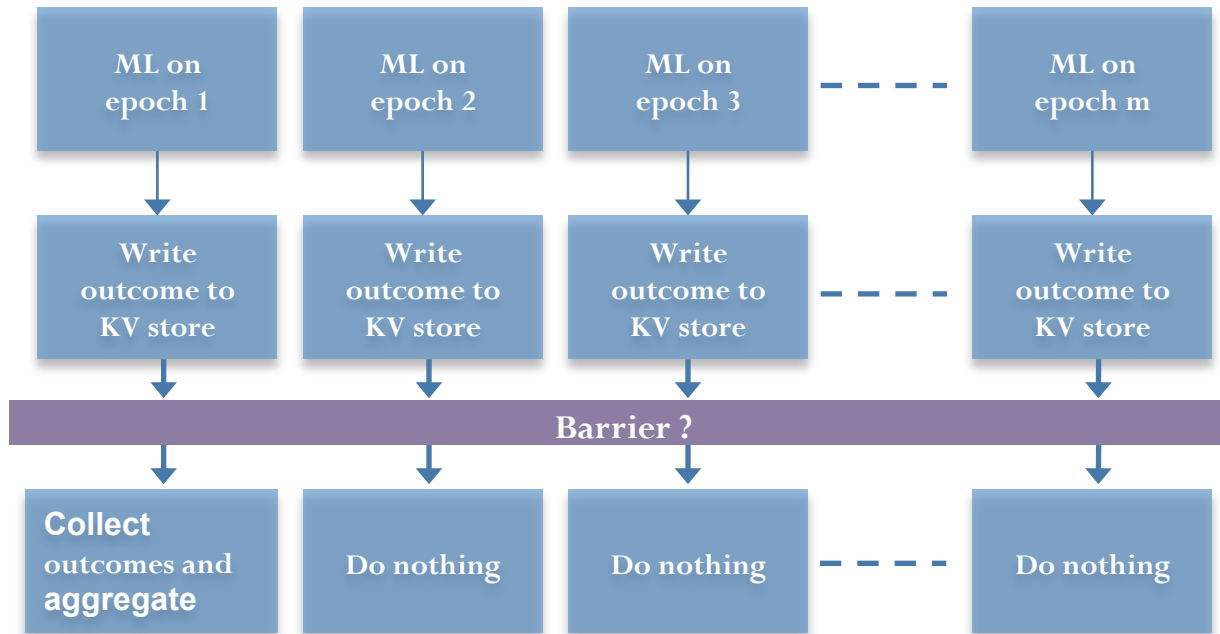 ML on
epoch 1
ML on
epoch 2
ML on
epoch 3
ML on
epoch m
Write
outcome to
KV store
Write
outcome to
KV store
Write
outcome to
KV store
Write
outcome to
KV store
Barrier ?
Collect
outcomes and
aggregate
Do nothing
Do nothing
Do nothing